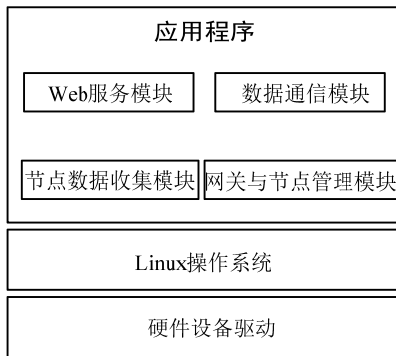 应用程序
Web服务模块
数据通信模块
节点数据收集模块
网关与节点管理模块
Linux操作系统
硬件设备驱动